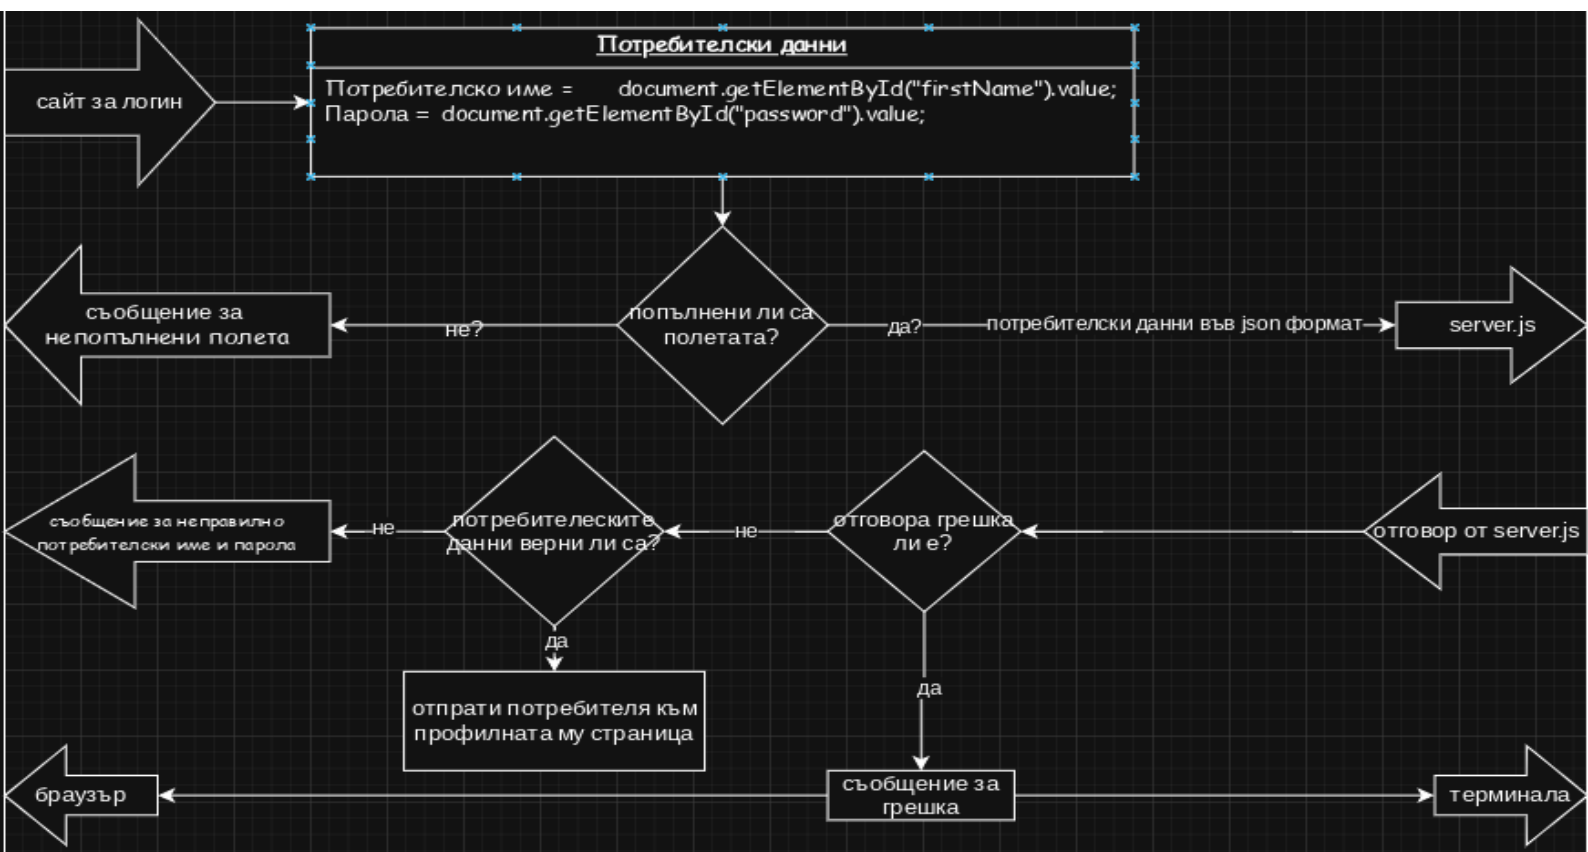 Потребителски данни
сайт за логин
Потребителско име = document.getElementById("firstName").value;
Парола = document.getElementById("password").value;
съобщение за
непопълнени полета
не?
попълнени ли са
полетата?
да?
потребителски данни във json формат
server.js
съобщение за неправилно
потребителски име и парола
не
потребителеските
данни верни ли са?
не
отговора грешка
ли е?
отговор от server.js
да
отпрати потребителя към
профилната му страница
да
браузър
съобщение за
грешка
терминала